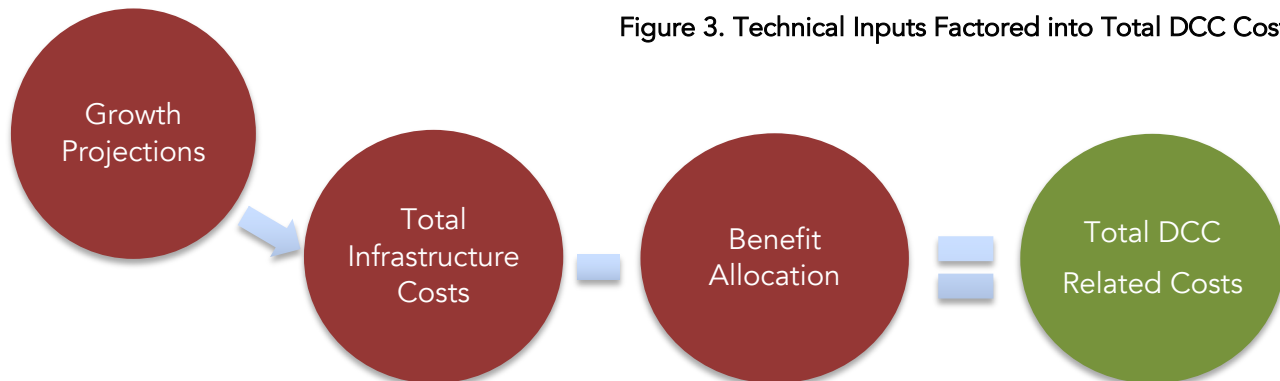 Figure 3. Technical Inputs Factored into Total DCC Cost
Growth
Projections
Total
Infrastructure
Costs
Benefit
Allocation
Total DCC
Related Costs